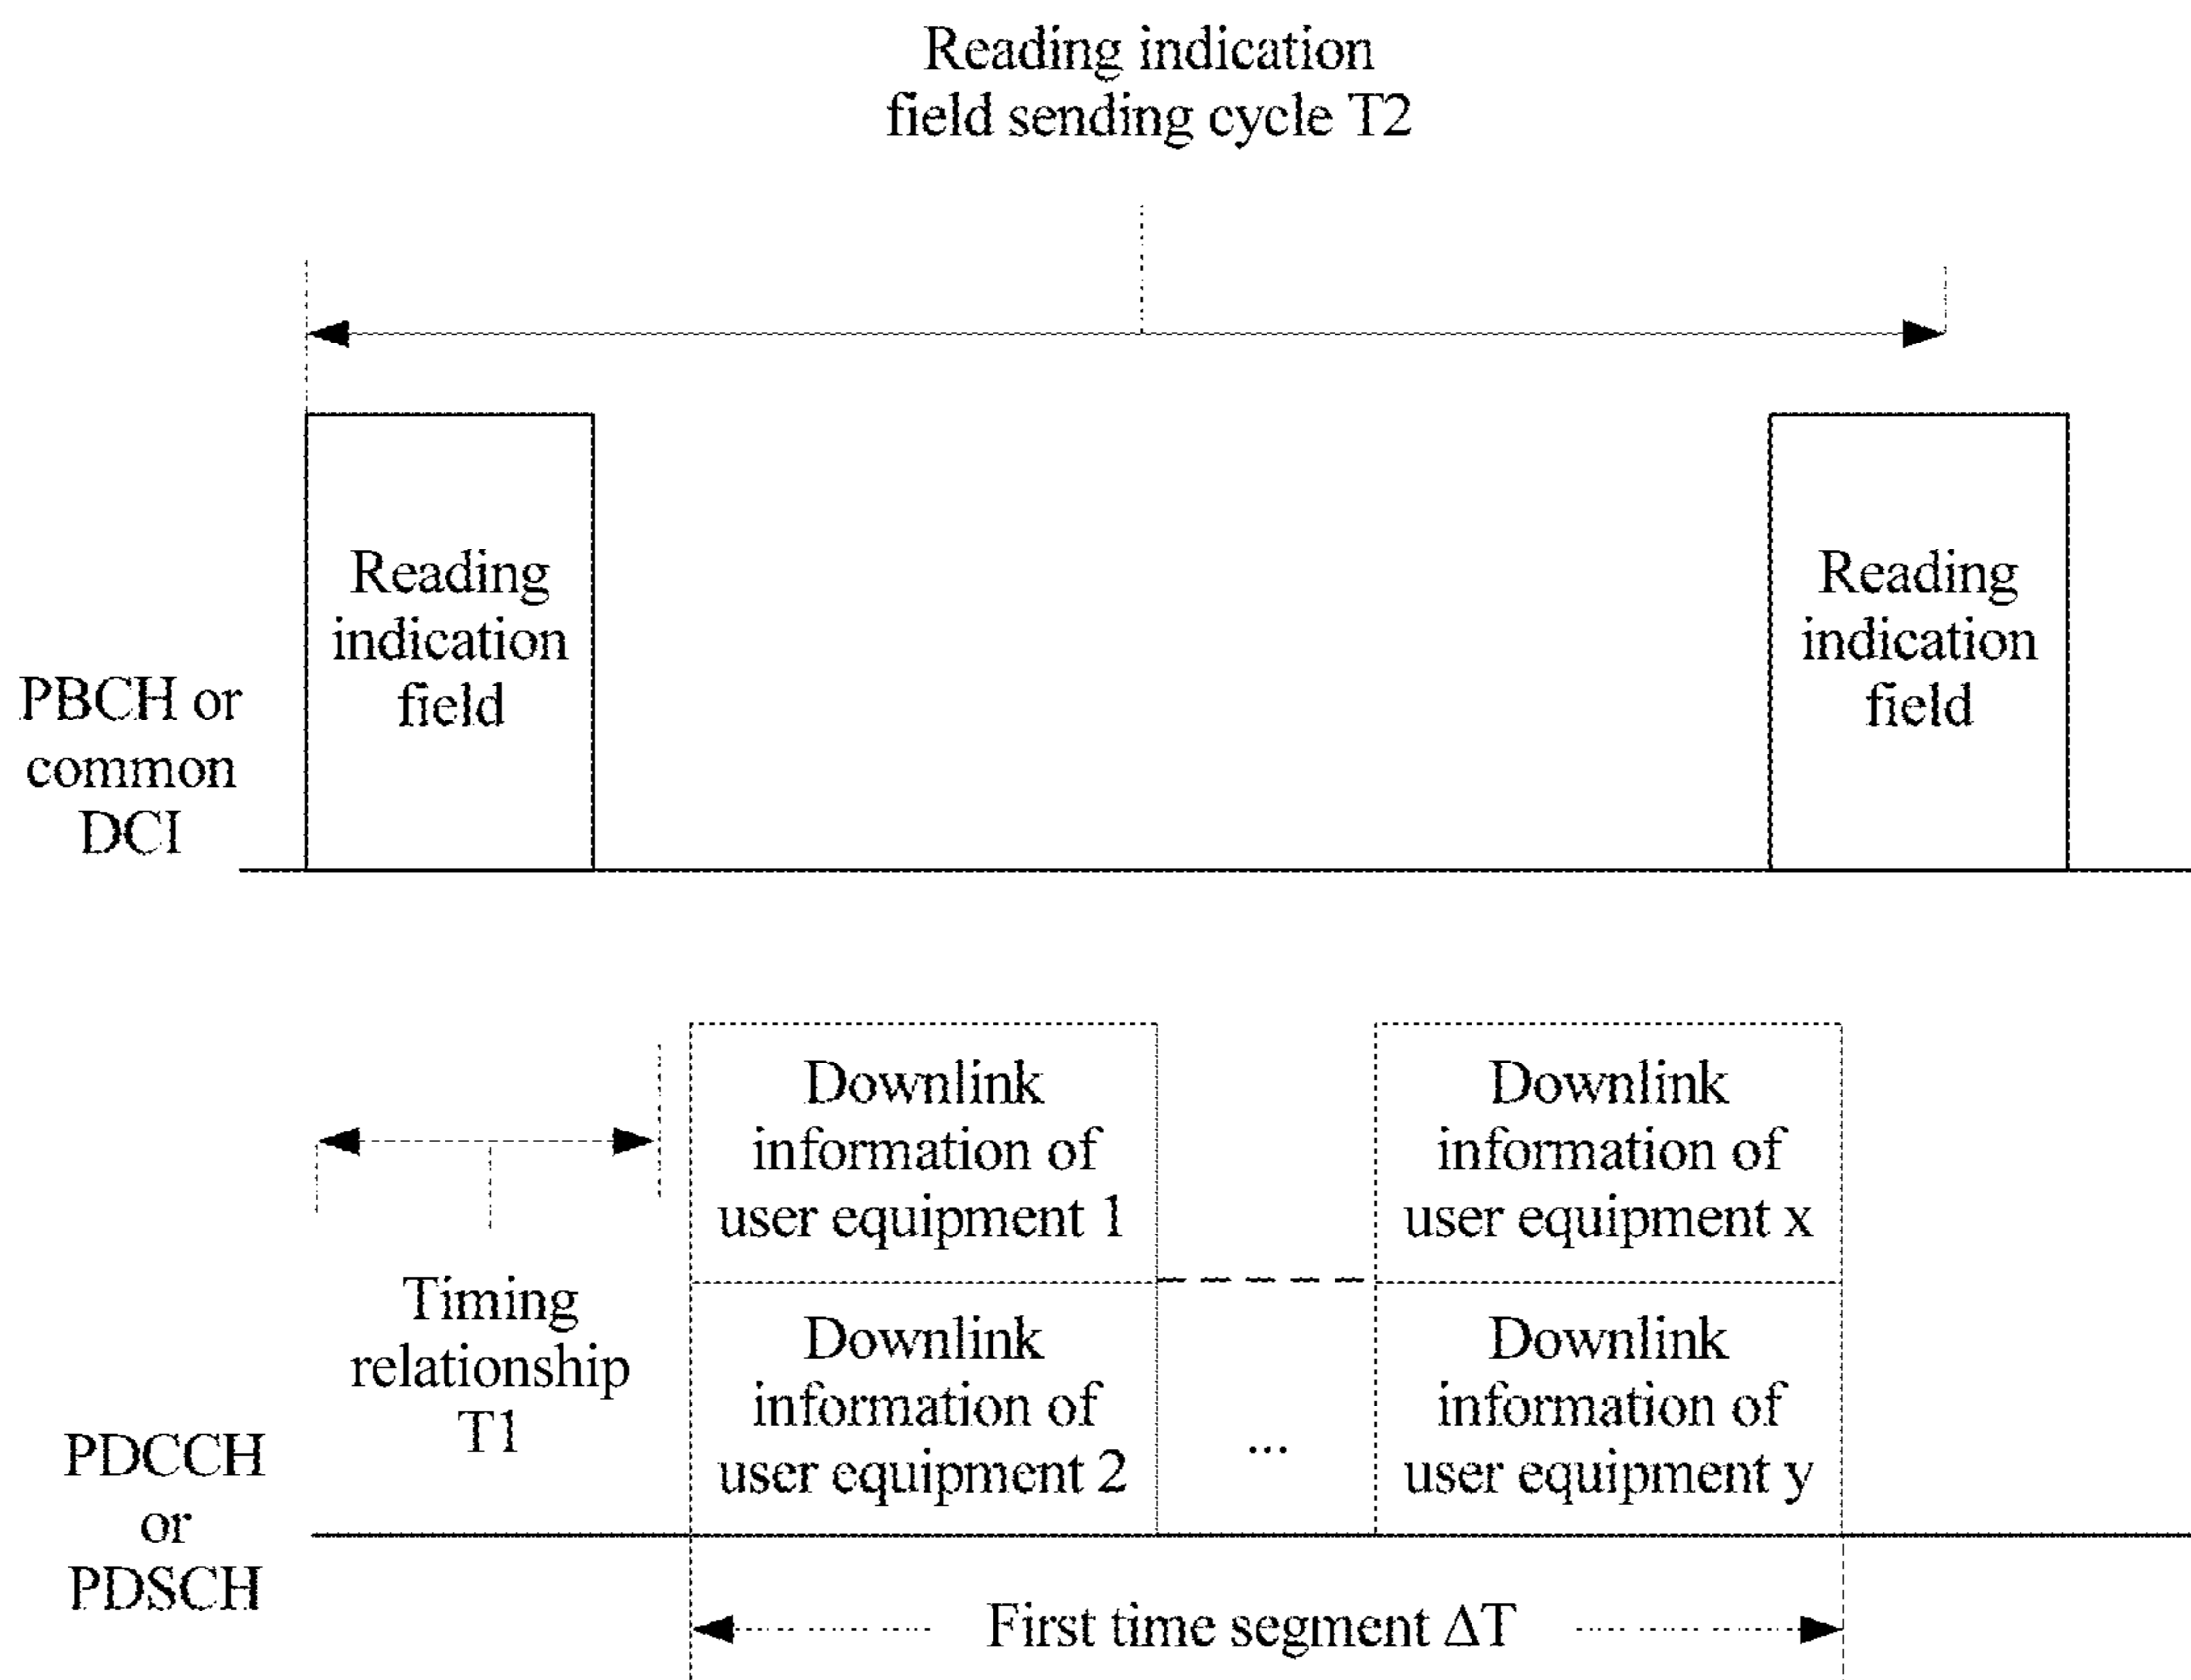 Reading indication
field sending cycle T2
Reading
indication
field
Reading
indication
field
PBCH or
common
DCI
Downlink
information of
user equipment 1
Downlink
information of
user equipment x
Timing
relationship
T1
Downlink
information of
user equipment 2
...
Downlink
information of
user equipment y
PDCCH
or
PDSCH
First time segment ΔT